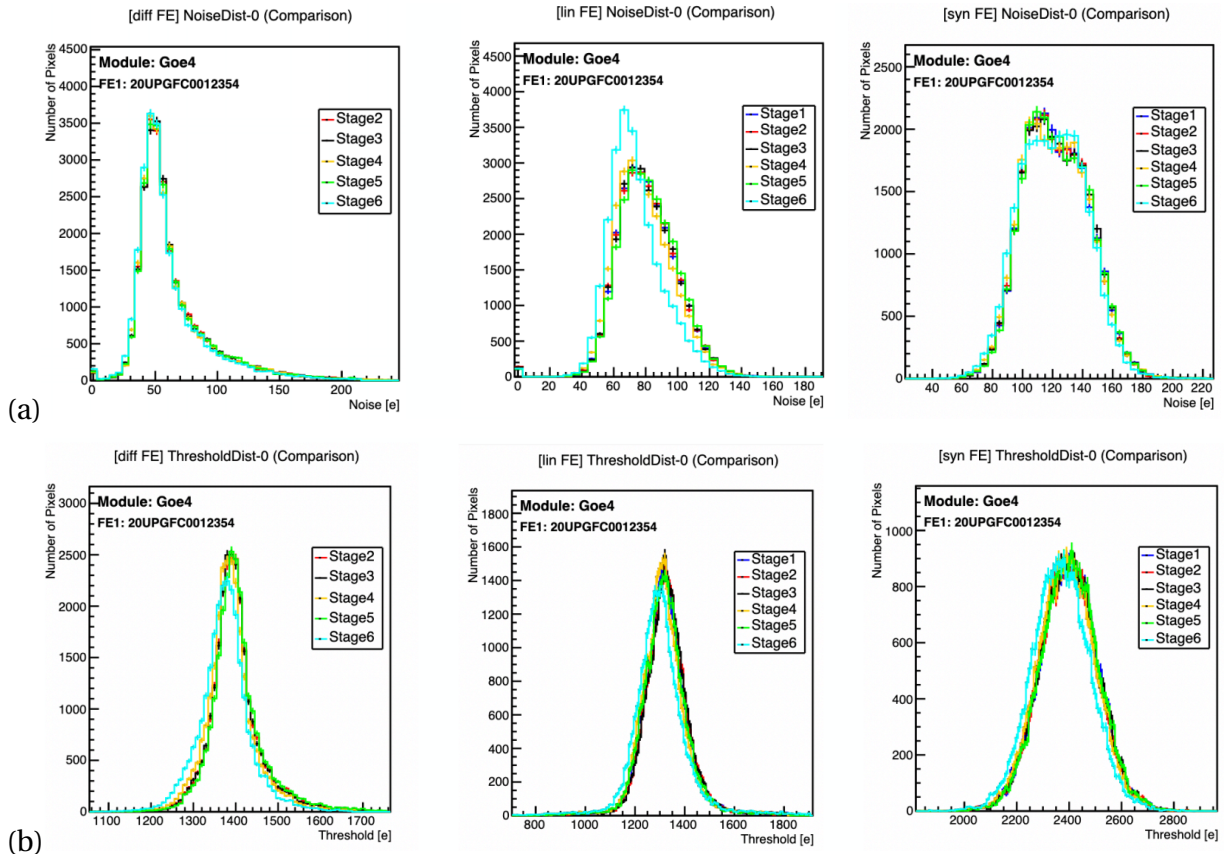 [diff FE] NoiseDist-0 (Comparison)
Number of Pixels
4500
4000
3500
3000
2500
2000
1500
1000
500
0
Module: Goe4
FE1: 20UPGFC0012354
Stage2
Stage3
Stage4
Stage5
Stage6
0 50 100 150 200
Noise [e]
[lin FE] NoiseDist-0 (Comparison)
Number of Pixels
4500
4000
3500
3000
2500
2000
1500
1000
500
0
Module: Goe4
FE1: 20UPGFC0012354
Stage1
Stage2
Stage3
Stage4
Stage5
Stage6
0 20 40 60 80 100 120 140 160 180
Noise [e]
[syn FE] NoiseDist-0 (Comparison)
Number of Pixels
2500
2000
1500
1000
500
0
Module: Goe4
FE1: 20UPGFC0012354
Stage1
Stage2
Stage3
Stage4
Stage5
Stage6
40 60 80 100 120 140 160 180 200 220
Noise [e]
(a)
[diff FE] ThresholdDist-0 (Comparison)
Number of Pixels
3000
2500
2000
1500
1000
500
0
Module: Goe4
FE1: 20UPGFC0012354
Stage2
Stage3
Stage4
Stage5
Stage6
1100 1200 1300 1400 1500 1600 1700
Threshold [e]
[lin FE] ThresholdDist-0 (Comparison)
Number of Pixels
1800
1600
1400
1200
1000
800
600
400
200
0
Module: Goe4
FE1: 20UPGFC0012354
Stage1
Stage2
Stage3
Stage4
Stage5
Stage6
800 1000 1200 1400 1600 1800
Threshold [e]
[syn FE] ThresholdDist-0 (Comparison)
Number of Pixels
1000
800
600
400
200
0
Module: Goe4
FE1: 20UPGFC0012354
Stage1
Stage2
Stage3
Stage4
Stage5
Stage6
2000 2200 2400 2600 2800
Threshold [e]
(b)